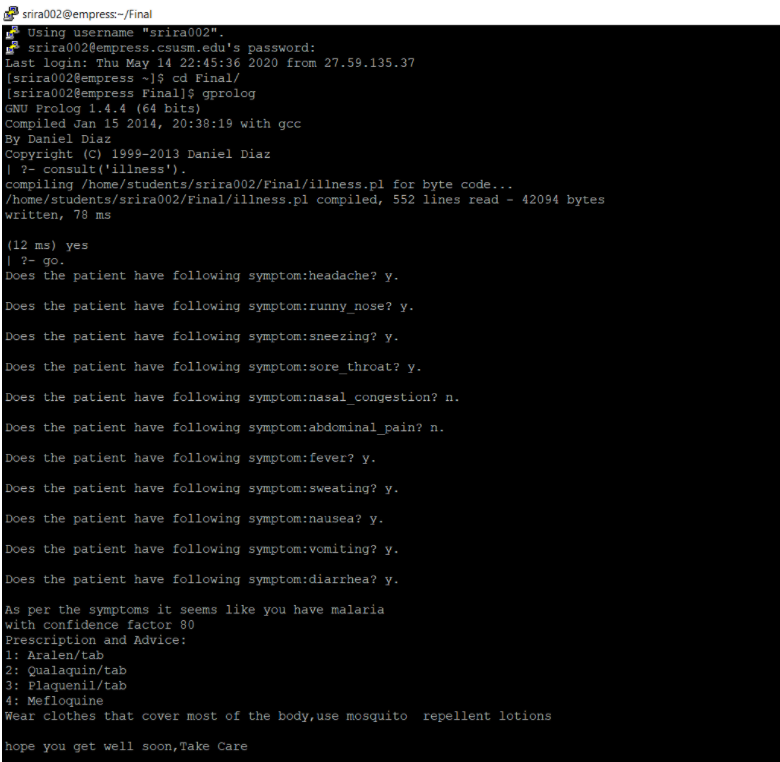 srira002@empress:~/Final
Using username "srira002".
srira002@empress.csusm.edu's password:
Last login: Thu May 14 22:45:36 2020 from 27.59.135.37
[srira002@empress ~]$ cd Final/
[srira002@empress Final]$ gprolog
GNU Prolog 1.4.4 (64 bits)
Compiled Jan 15 2014, 20:38:19 with gcc
By Daniel Diaz
Copyright (C) 1999-2013 Daniel Diaz
| ?- consult('illness').
compiling /home/students/srira002/Final/illness.pl for byte code...
/home/students/srira002/Final/illness.pl compiled, 552 lines read - 42094 bytes
written, 78 ms
(12 ms) yes
| ?- go.
Does the patient have following symptom:headache? y.
Does the patient have following symptom:runny_nose? y.
Does the patient have following symptom:sneezing? y.
Does the patient have following symptom:sore_throat? y.
Does the patient have following symptom:nasal_congestion? n.
Does the patient have following symptom:abdominal_pain? n.
Does the patient have following symptom:fever? y.
Does the patient have following symptom:sweating? y.
Does the patient have following symptom:nausea? y.
Does the patient have following symptom:vomiting? y.
Does the patient have following symptom:diarrhea? y.
As per the symptoms it seems like you have malaria
with confidence factor 80
Prescription and Advice:
1: Aralen/tab
2: Qualaquin/tab
3: Plaquenil/tab
4: Mefloquine
Wear clothes that cover most of the body,use mosquito  repellent lotions
hope you get well soon,Take Care